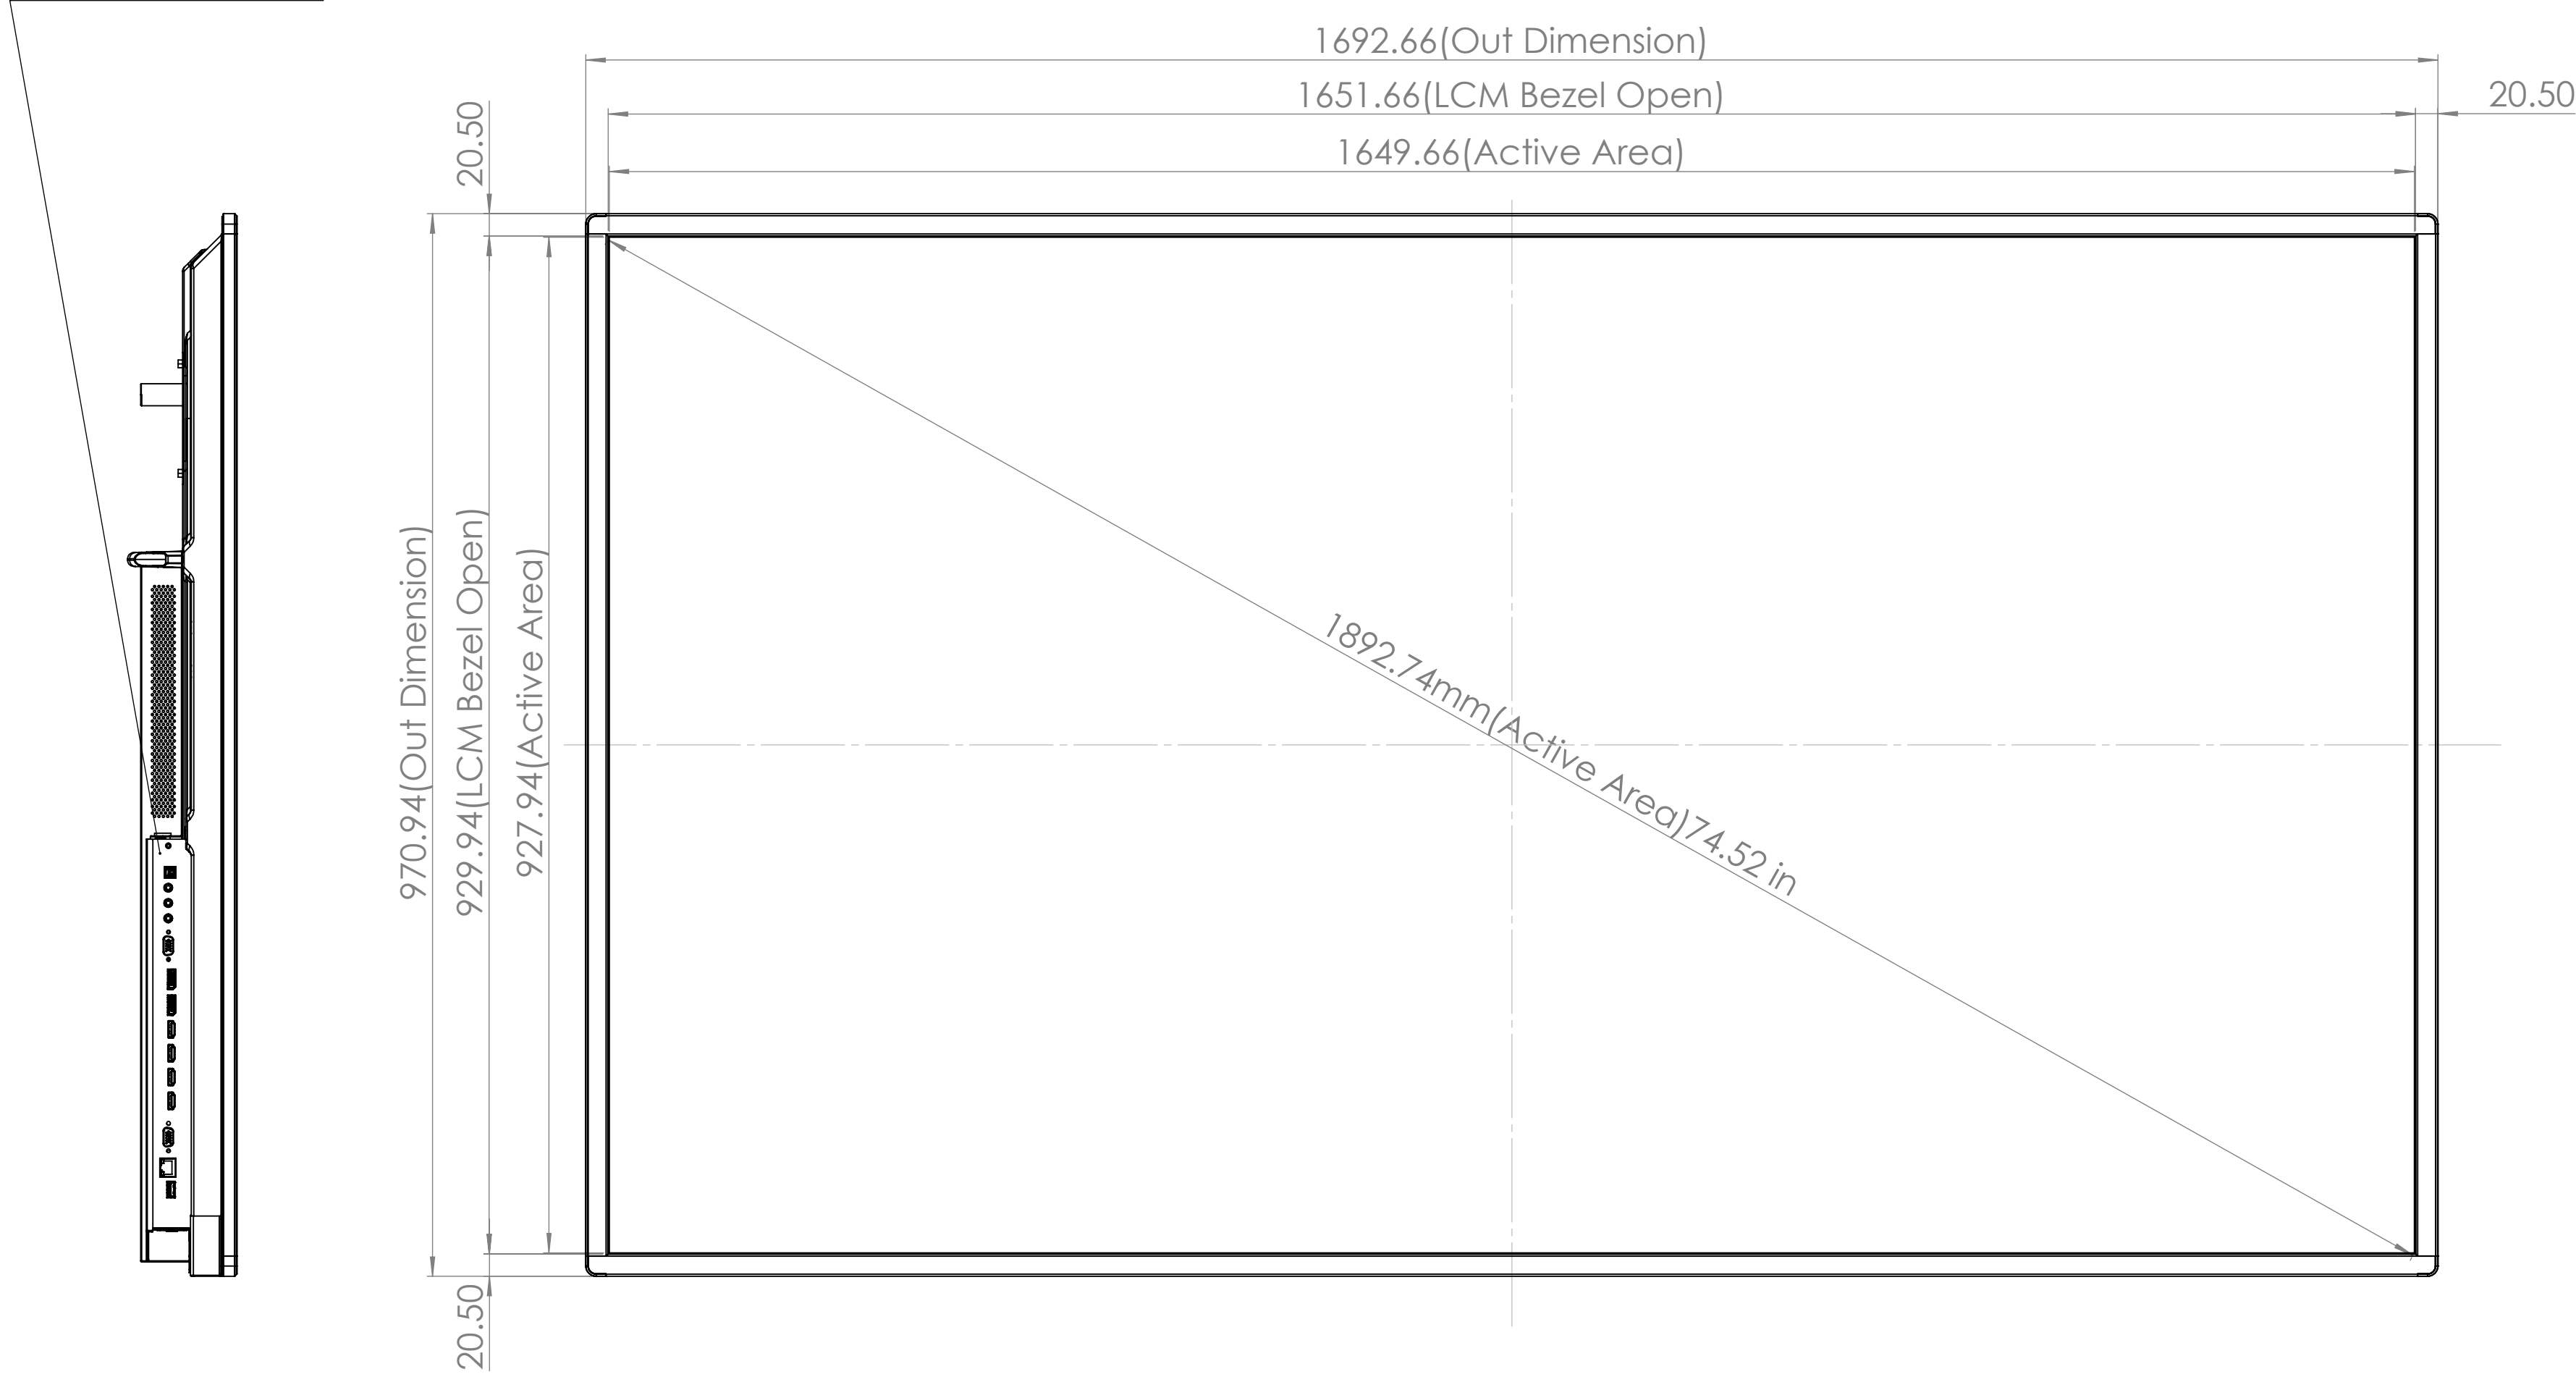 1692.66(Out Dimension)
1651.66(LCM Bezel Open)
20.50
1649.66(Active Area)
20.50
970.94(Out Dimension)
929.94(LCM Bezel Open)
927.94(Active Area)
1892.74mm(Active Area)74.52 in
20.50